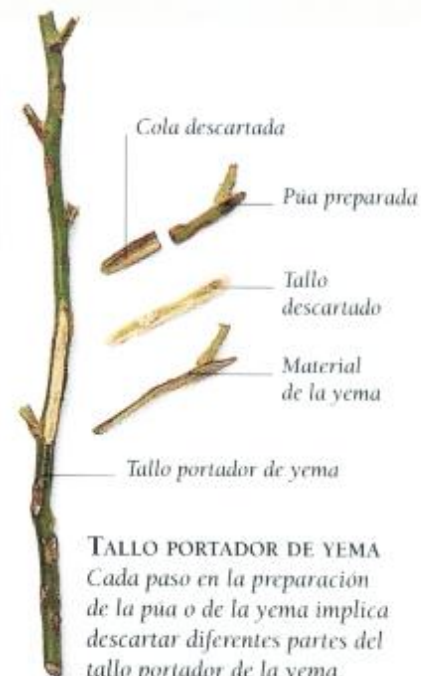 Cola descartada
Púa preparada
Tallo
descartado
Material
de la yema
Tallo portador de yema
TALLO PORTADOR DE YEMA
Cada paso en la preparación
de la púa o de la yema implica
descartar diferentes partes del
tallo portador de la yema